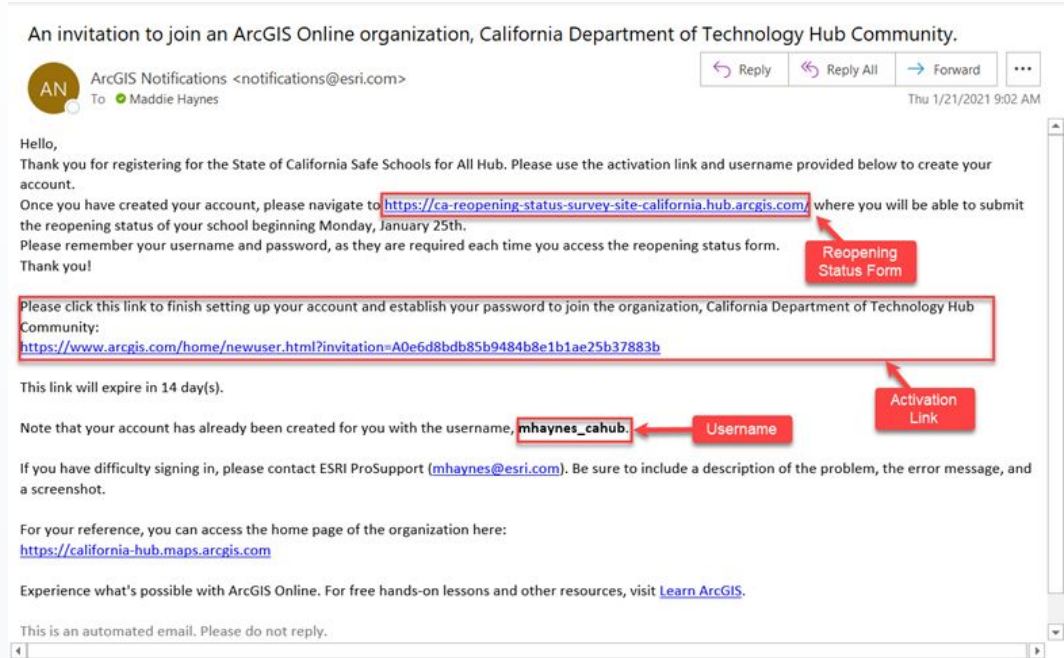 An invitation to join an ArcGIS Online organization, California Department of Technology Hub Community.
AN
ArcGIS Notifications <notifications@esri.com>
To Maddie Haynes
Reply
Reply All
Forward
...
Thu 1/21/2021 9:02 AM
Hello,
Thank you for registering for the State of California Safe Schools for All Hub. Please use the activation link and username provided below to create your
account.
Once you have created your account, please navigate to https://ca-reopening-status-survey-site-california.hub.arcgis.com/ where you will be able to submit
the reopening status of your school beginning Monday, January 25th.
Please remember your username and password, as they are required each time you access the reopening status form.
Thank you!
Reopening
Status Form
Please click this link to finish setting up your account and establish your password to join the organization, California Department of Technology Hub
Community:
https://www.arcgis.com/home/newuser.html?invitation=A0e6d8bdb85b9484b8e1b1ae25b37883b
This link will expire in 14 day(s).
Activation
Link
Note that your account has already been created for you with the username, mhaynes_cahub.
Username
If you have difficulty signing in, please contact ESRI ProSupport (mhaynes@esri.com). Be sure to include a description of the problem, the error message, and
a screenshot.
For your reference, you can access the home page of the organization here:
https://california-hub.maps.arcgis.com
Experience what's possible with ArcGIS Online. For free hands-on lessons and other resources, visit Learn ArcGIS.
This is an automated email. Please do not reply.